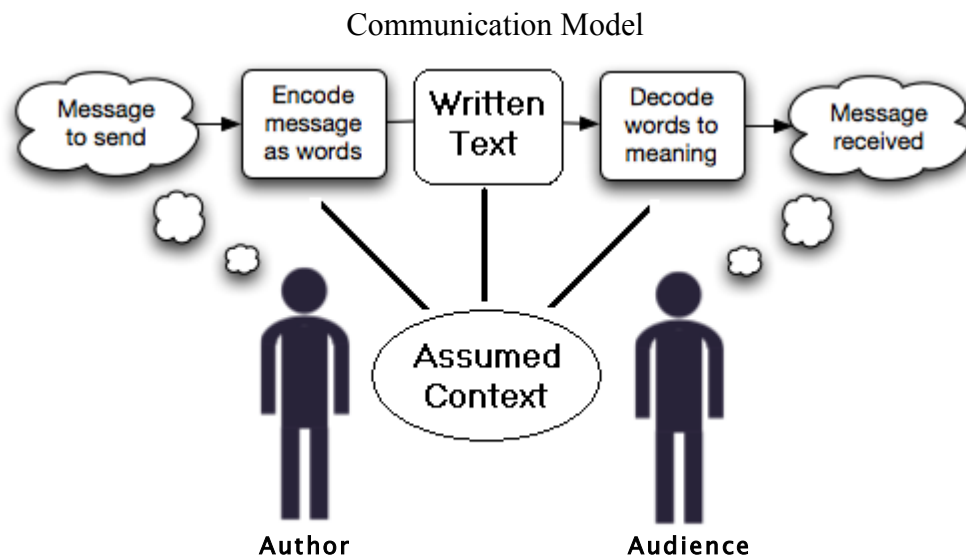 Communication Model
Message
to send
Encode
message
as words
Written
Text
Decode
words to
meaning
Message
received
Assumed
Context
Author
Audience